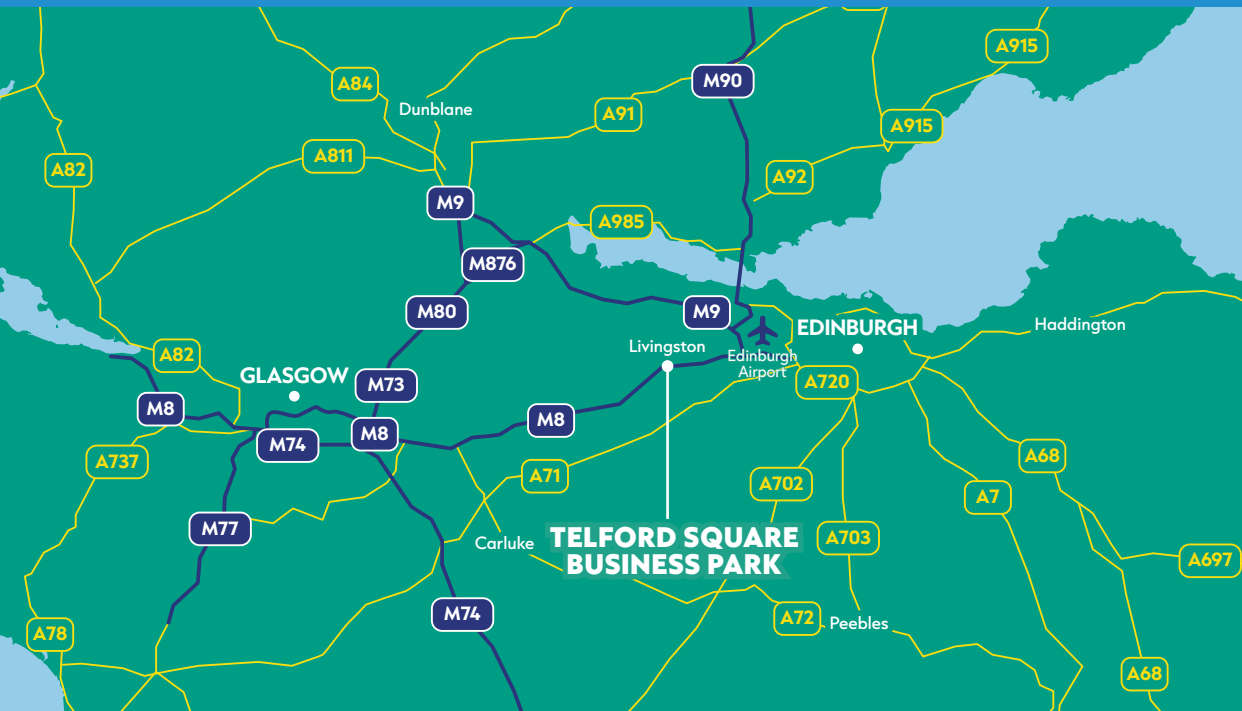 A915
M90
A84
Dunblane
A91
A915
A811
A82
A92
M9
A985
M876
M80
M9
EDINBURGH
Haddington
Livingston
A82
Edinburgh
Airport
GLASGOW
M73
A720
M8
M8
M8
M74
A737
A71
A68
A702
A7
M77
A703
TELFORD SQUARE
BUSINESS PARK
Carluke
A697
M74
A72
Peebles
A78
A68